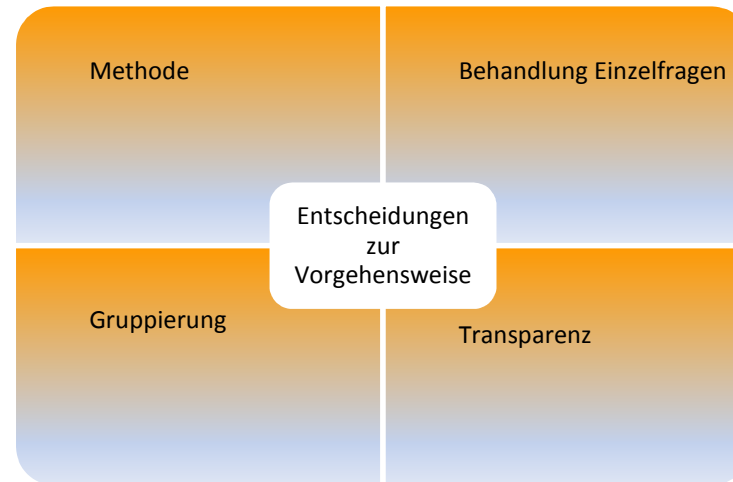 Methode
Behandlung Einzelfragen
Entscheidungen
zur
Vorgehensweise
Gruppierung
Transparenz